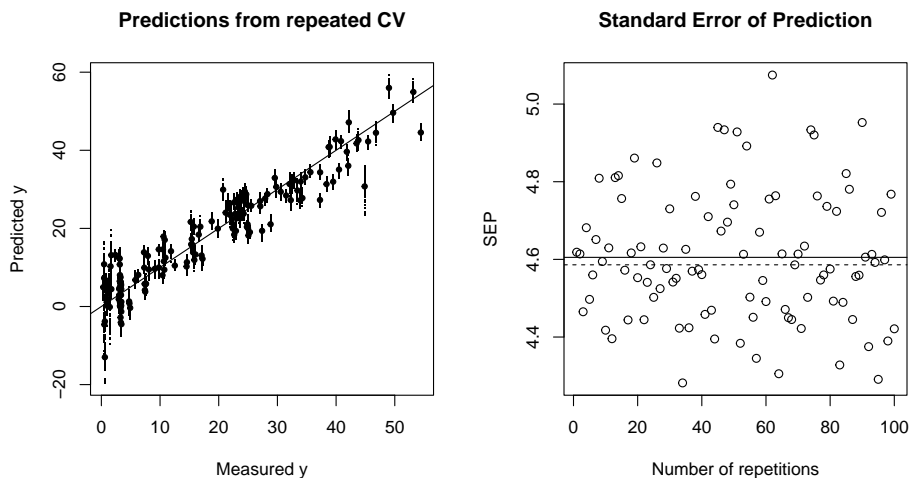 Predictions from repeated CV
Predicted y
60
40
20
0
−20
0 10 20 30 40 50
Measured y
Standard Error of Prediction
SEP
5.0
4.8
4.6
4.4
0 20 40 60 80 100
Number of repetitions